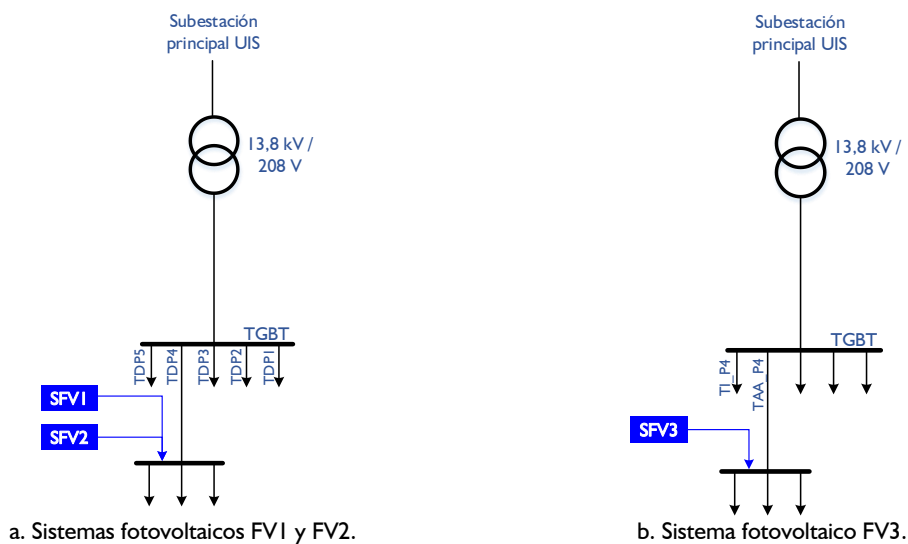 Subestación
principal UIS
13,8 kV /
208 V
TGBT
TDP5
TDP4
TDP3
TDP2
TDP1
SFV1
SFV2
a. Sistemas fotovoltaicos FV1 y FV2.
Subestación
principal UIS
13,8 kV /
208 V
TGBT
TI_P4
TAA_P4
SFV3
b. Sistema fotovoltaico FV3.